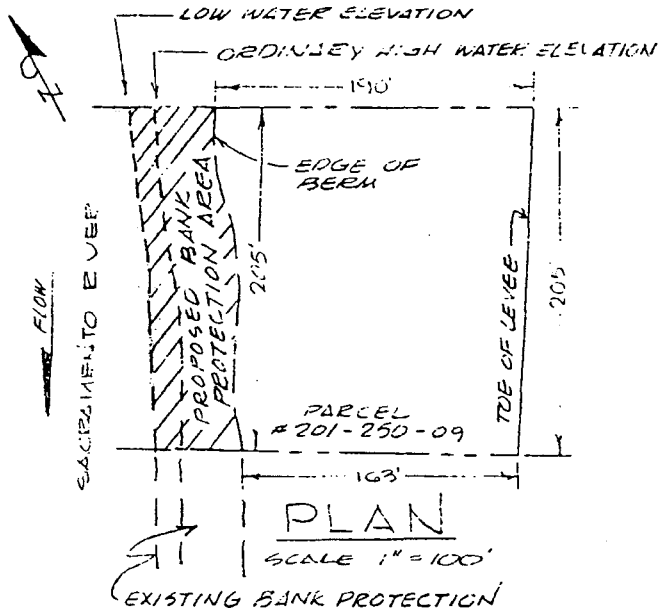 LOW WATER ELEVATION
ORDINARY HIGH WATER ELEVATION
190'
EDGE OF
BERM
PROPOSED BANK
PROTECTION AREA
205'
205'
TOE OF LEVEE
FLOW
SACRAMENTO RIVER
PARCEL
#201-250-09
163'
PLAN
SCALE 1" = 100'
EXISTING BANK PROTECTION